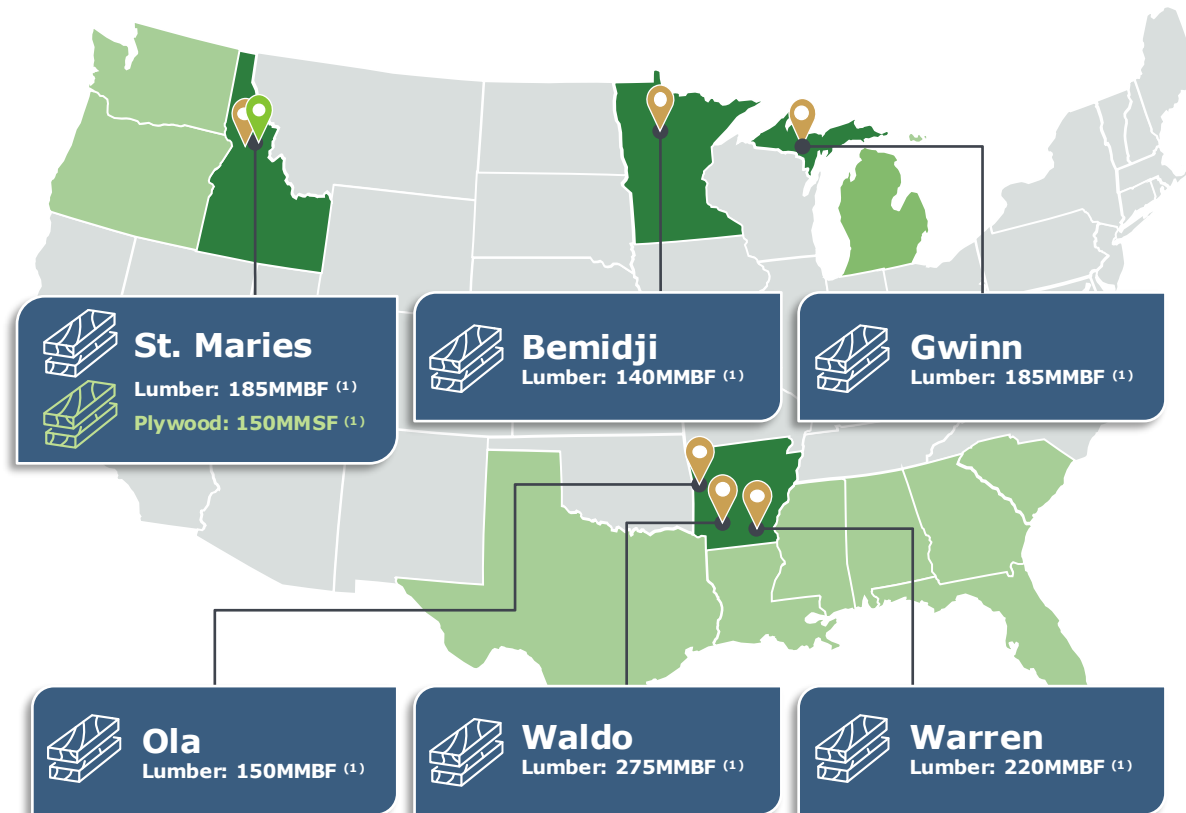 St. Maries
Lumber: 185MMBF (1)
Plywood: 150MMSF (1)
Bemidji
Lumber: 140MMBF (1)
Gwinn
Lumber: 185MMBF (1)
Ola
Lumber: 150MMBF (1)
Waldo
Lumber: 275MMBF (1)
Warren
Lumber: 220MMBF (1)